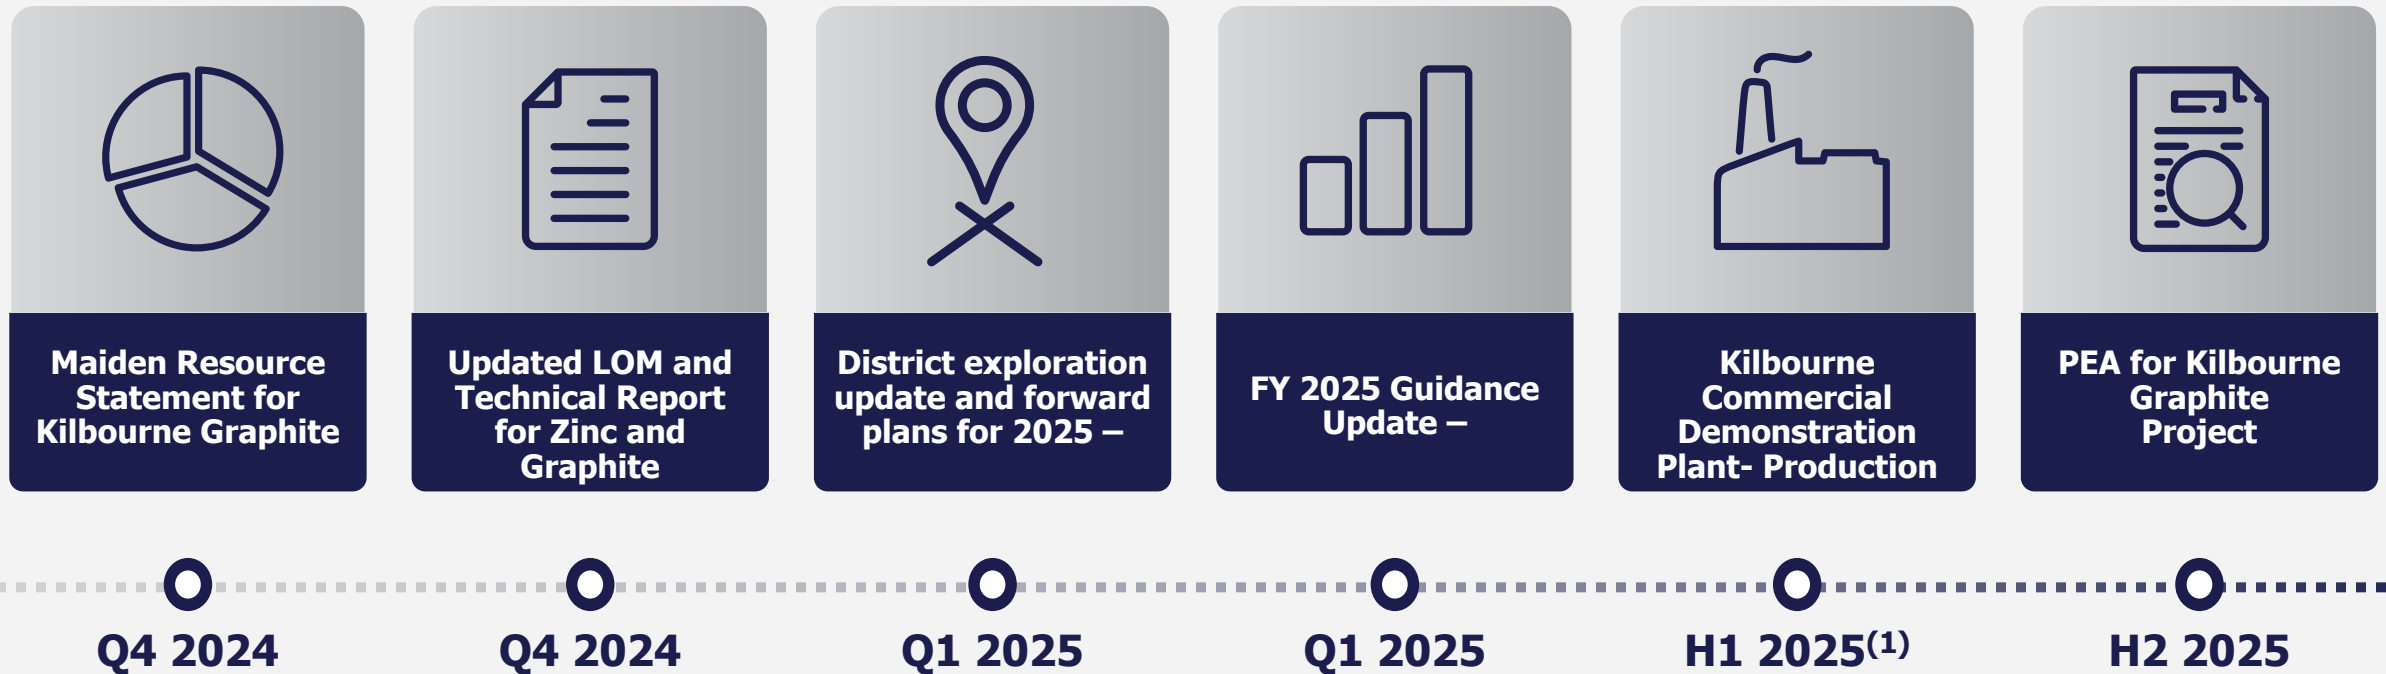 Maiden Resource
Statement for
Kilbourne Graphite
Updated LOM and
Technical Report
for Zinc and
Graphite
District exploration
update and forward
plans for 2025 –
FY 2025 Guidance
Update –
Kilbourne
Commercial
Demonstration
Plant- Production
PEA for Kilbourne
Graphite
Project
Q4 2024
Q4 2024
Q1 2025
Q1 2025
H1 2025(1)
H2 2025